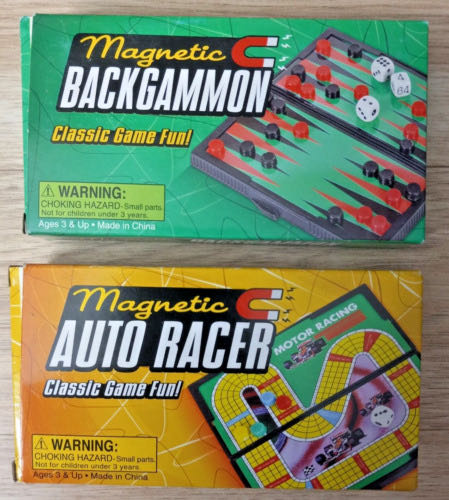 Magnetic
BACKGAMMON
Classic Game Fun!
64
WARNING:
CHOKING HAZARD-Small parts.
Not for children under 3 years.
Ages 3 & Up • Made in China
Magnetic
AUTO RACER
Classic Game Fun!
MOTOR RACING
WARNING:
CHOKING HAZARD-Small parts.
Not for children under 3 years
Ages 3 & Up • Made in China